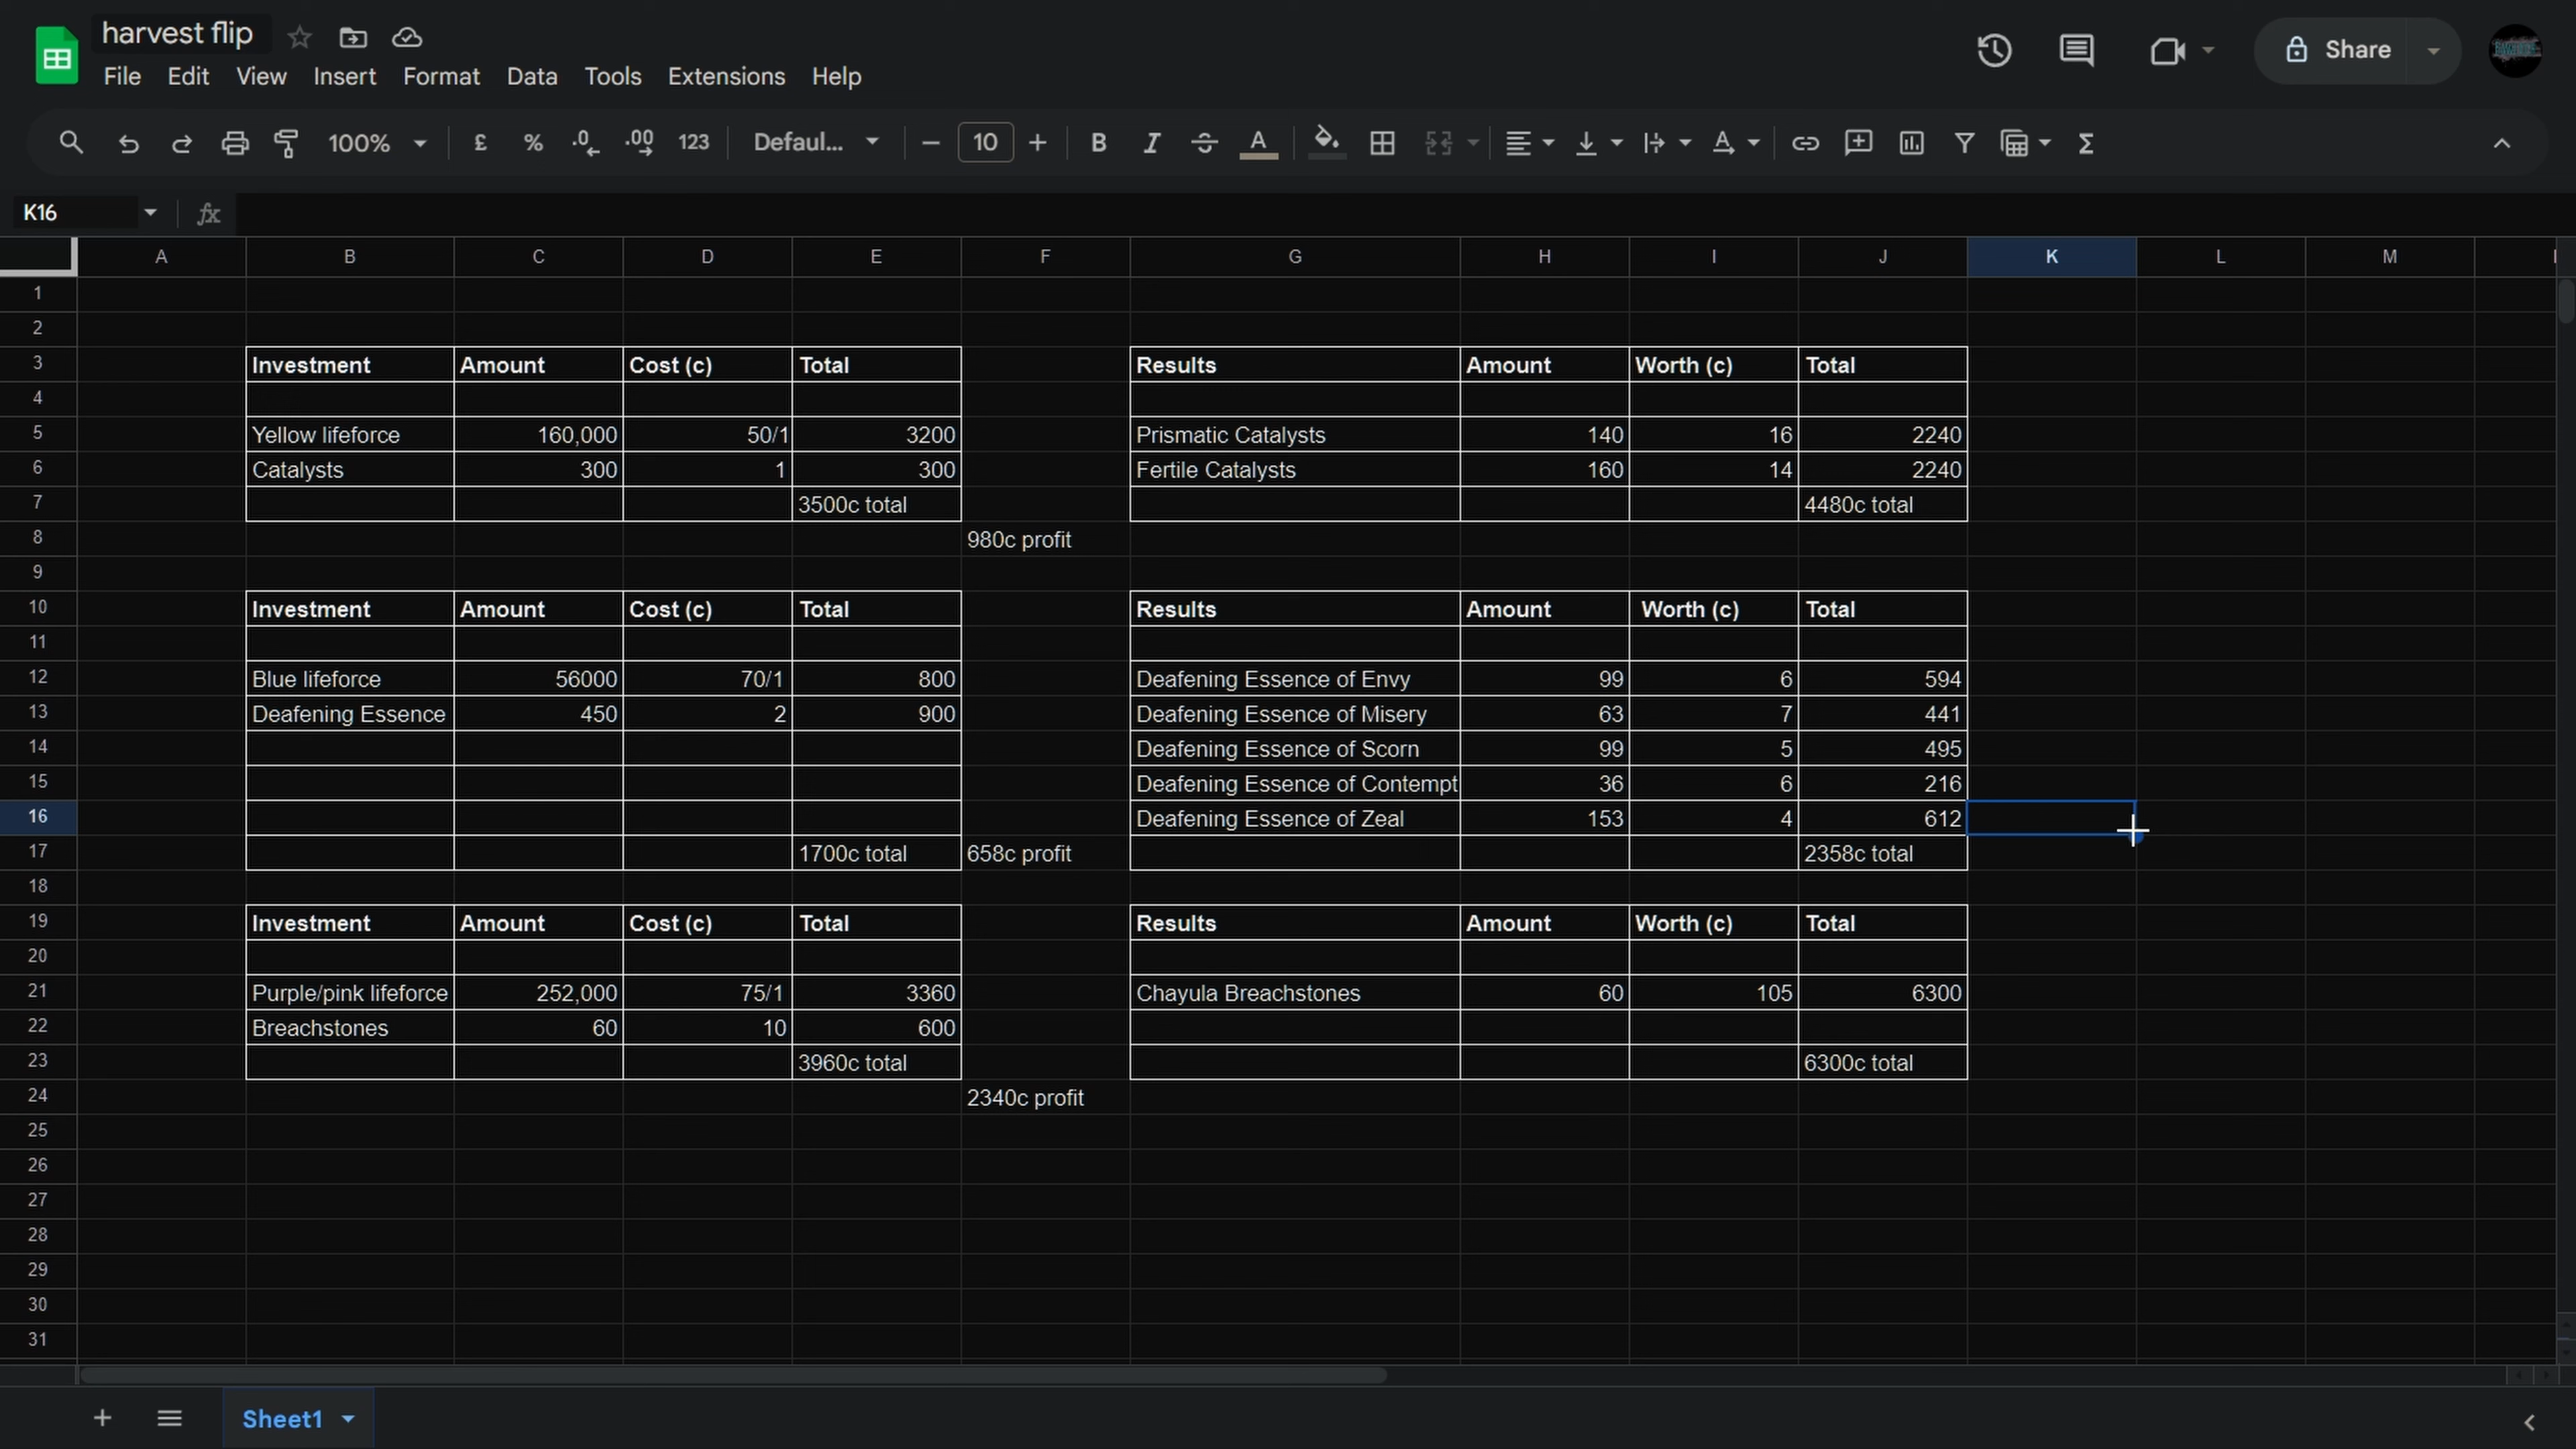 harvest flip
File Edit View Insert Format Data Tools Extensions Help
Share
100% £ % .0 .00 123 Defaul... 10 B I A Σ
K16 fx
A B C D E F G H I J K L M
1
2
3 Investment Amount Cost (c) Total Results Amount Worth (c) Total
4
5 Yellow lifeforce 160,000 50/1 3200 Prismatic Catalysts 140 16 2240
6 Catalysts 300 1 300 Fertile Catalysts 160 14 2240
7 3500c total 4480c total
8 980c profit
9
10 Investment Amount Cost (c) Total Results Amount Worth (c) Total
11
12 Blue lifeforce 56000 70/1 800 Deafening Essence of Envy 99 6 594
13 Deafening Essence 450 2 900 Deafening Essence of Misery 63 7 441
14 Deafening Essence of Scorn 99 5 495
15 Deafening Essence of Contempt 36 6 216
16 Deafening Essence of Zeal 153 4 612
17 1700c total 658c profit 2358c total
18
19 Investment Amount Cost (c) Total Results Amount Worth (c) Total
20
21 Purple/pink lifeforce 252,000 75/1 3360 Chayula Breachstones 60 105 6300
22 Breachstones 60 10 600
23 3960c total 6300c total
24 2340c profit
25
26
27
28
29
30
31
Sheet1